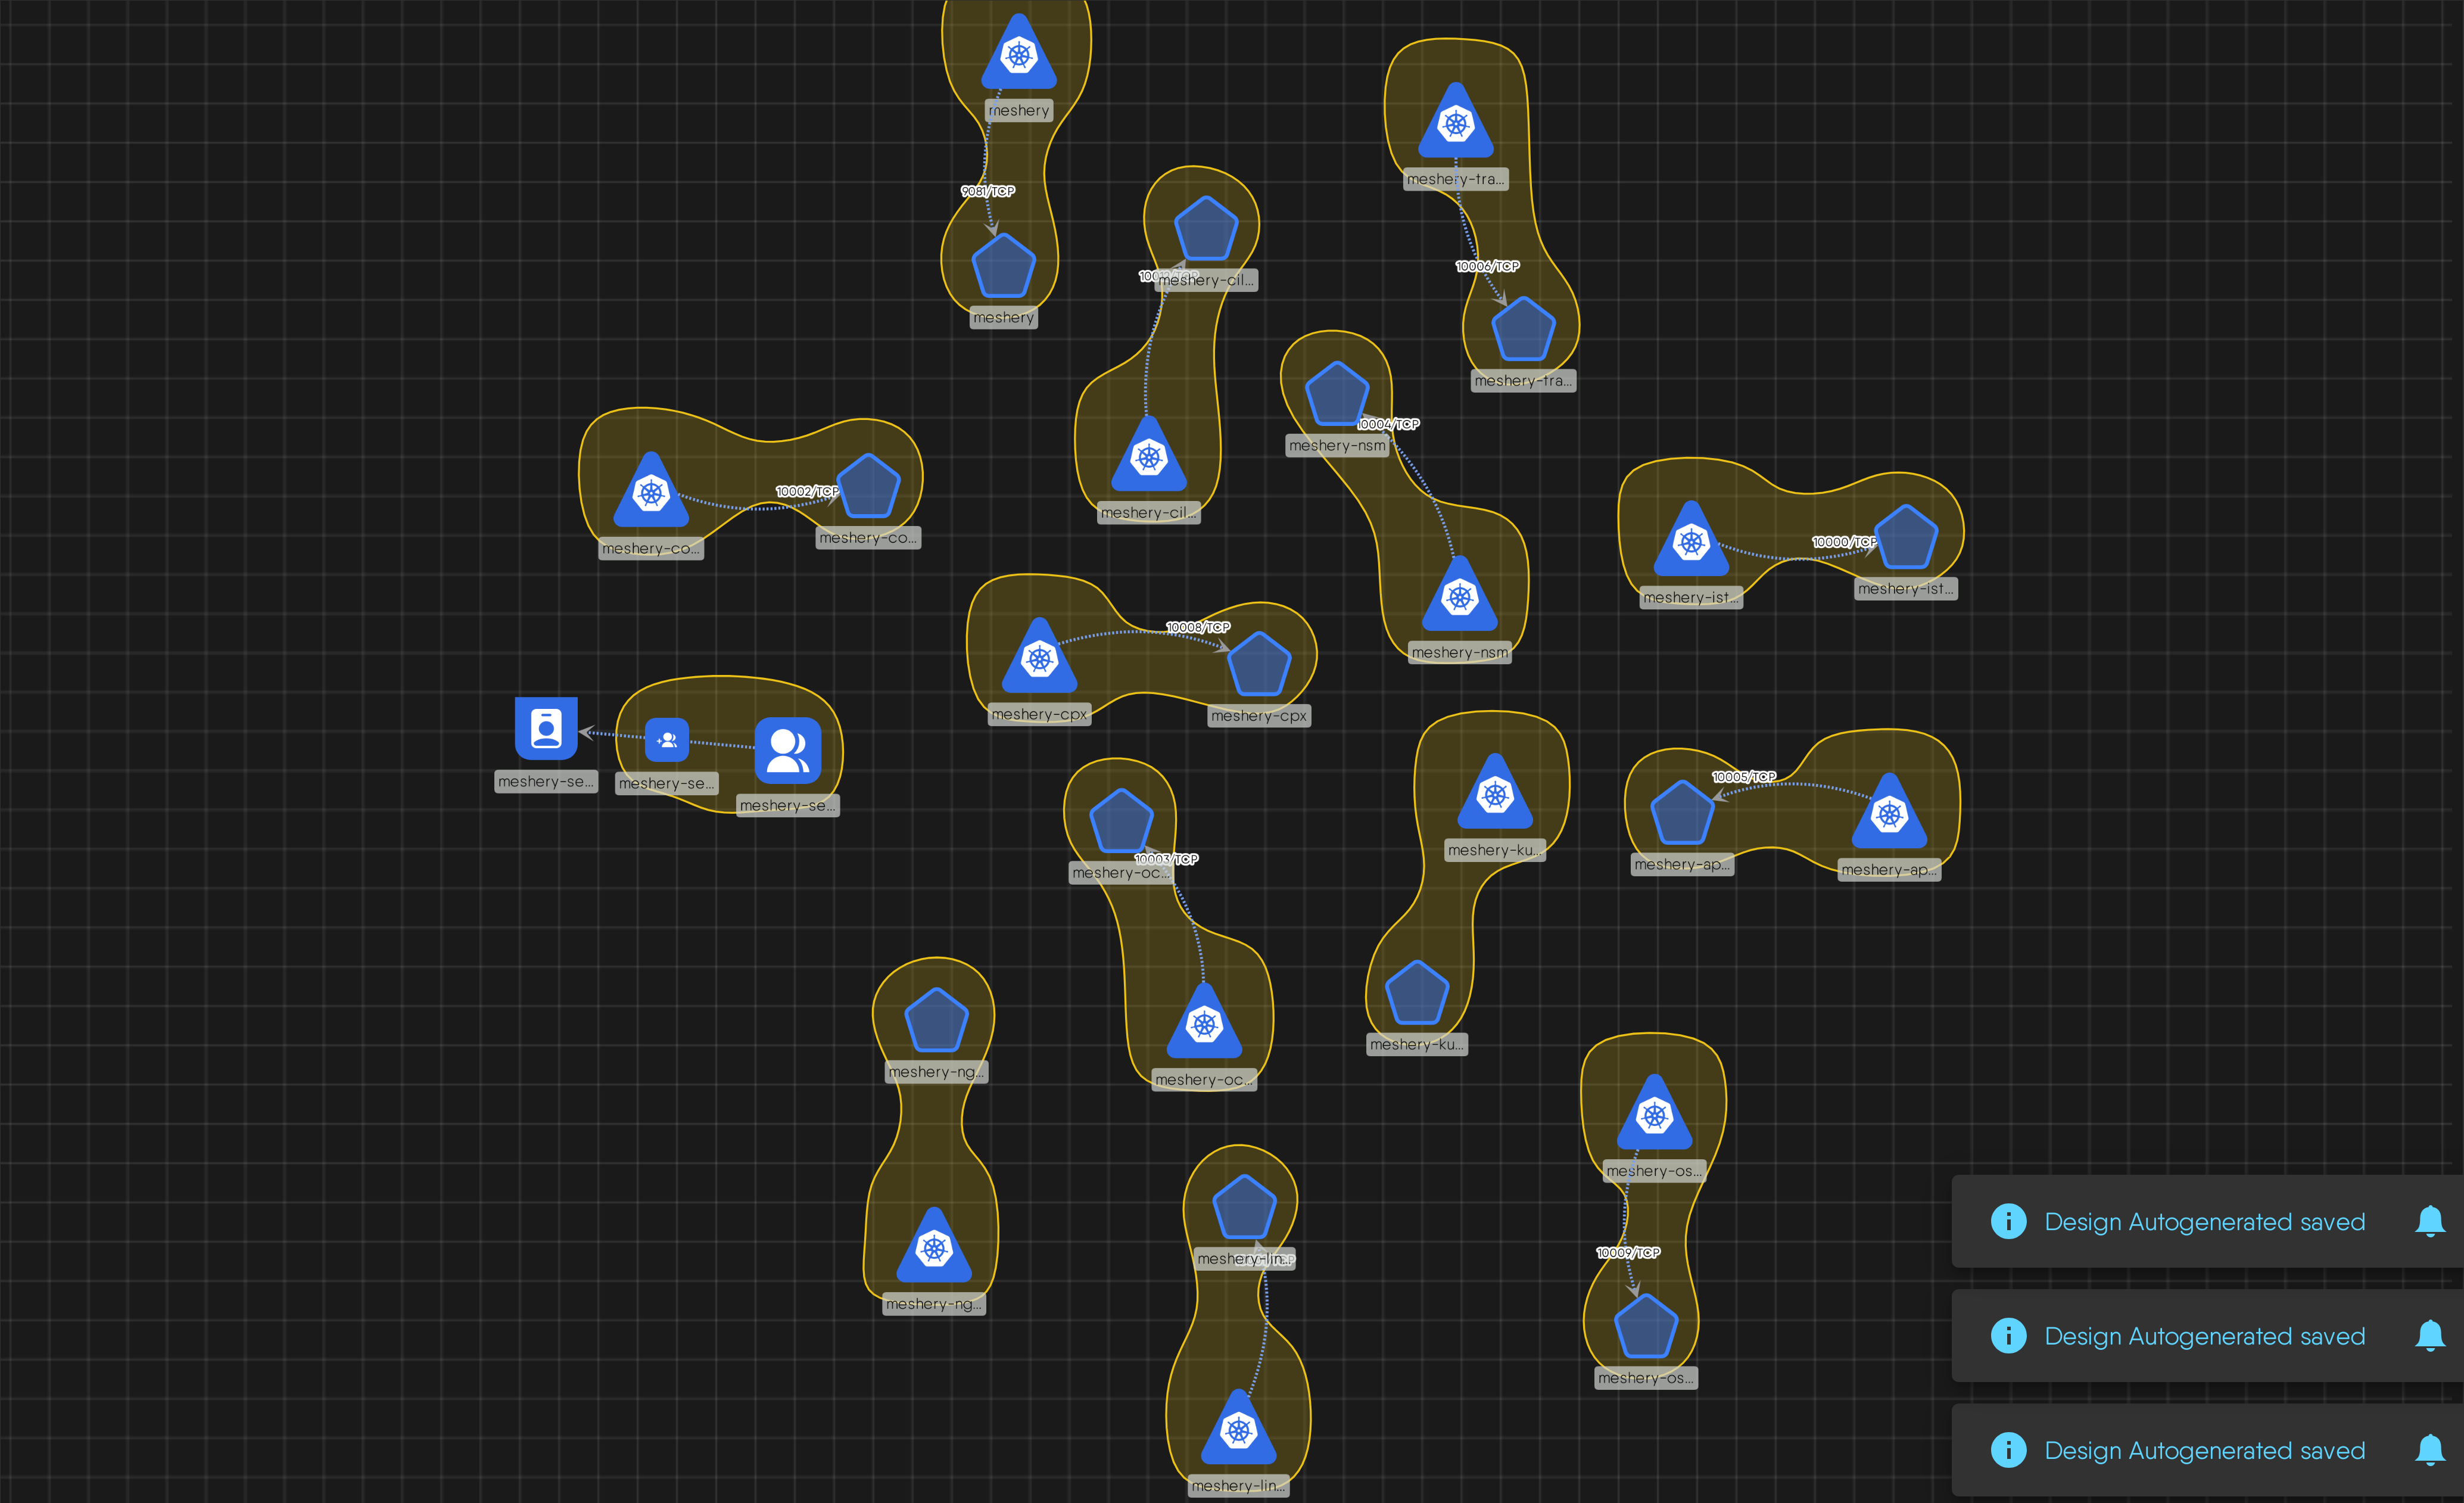 meshery
9081/TCP
meshery
meshery-tra...
10006/TCP
meshery-tra...
meshery-cil...
meshery-cil...
10004/TCP
meshery-nsm
meshery-nsm
10002/TCP
meshery-co...
meshery-co...
10000/TCP
meshery-ist...
meshery-ist...
10008/TCP
meshery-cpx
meshery-cpx
meshery-se...
meshery-se...
meshery-se...
10005/TCP
meshery-ap...
meshery-ap...
meshery-ku...
meshery-ku...
10003/TCP
meshery-oc...
meshery-oc...
meshery-ng...
meshery-ng...
meshery-os...
10009/TCP
meshery-os...
meshery-lin...
meshery-lin...
Design Autogenerated saved
Design Autogenerated saved
Design Autogenerated saved